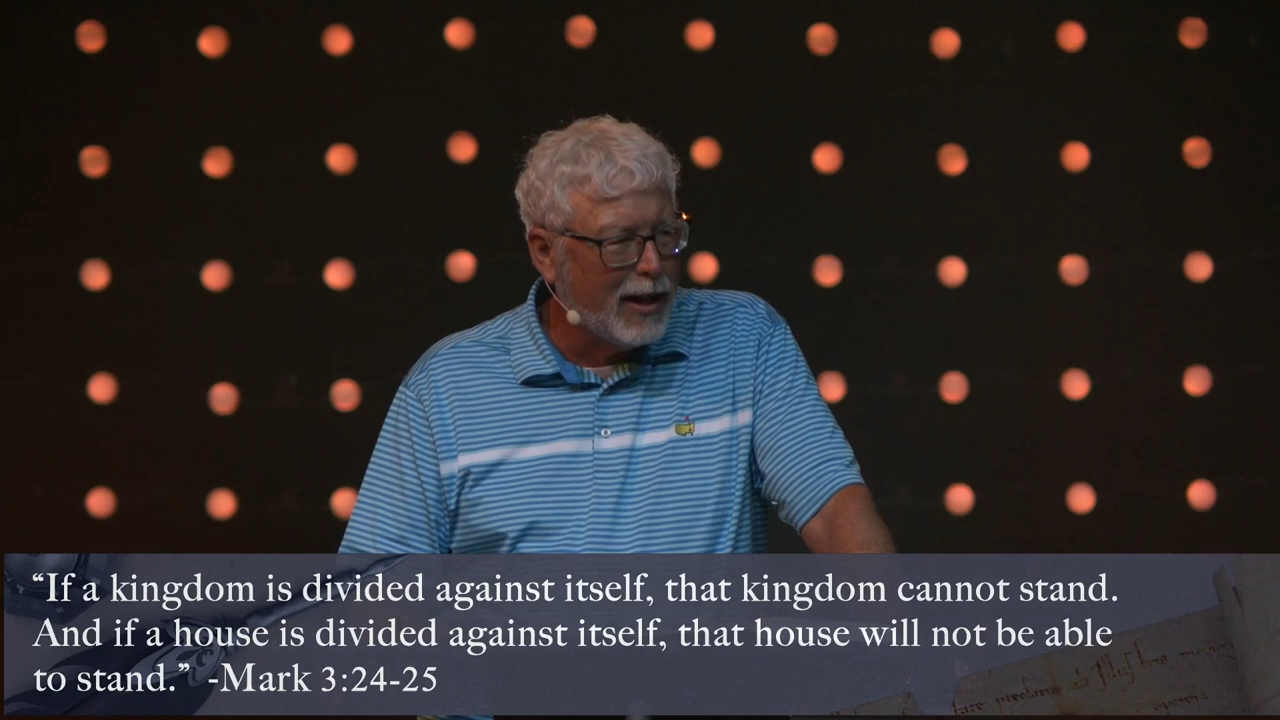 “If a kingdom is divided against itself, that kingdom cannot stand.
And if a house is divided against itself, that house will not be able
to stand.” -Mark 3:24-25